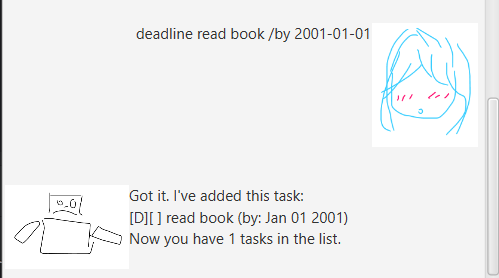 deadline read book /by 2001-01-01
Got it. I've added this task:
[D][ ] read book (by: Jan 01 2001)
Now you have 1 tasks in the list.